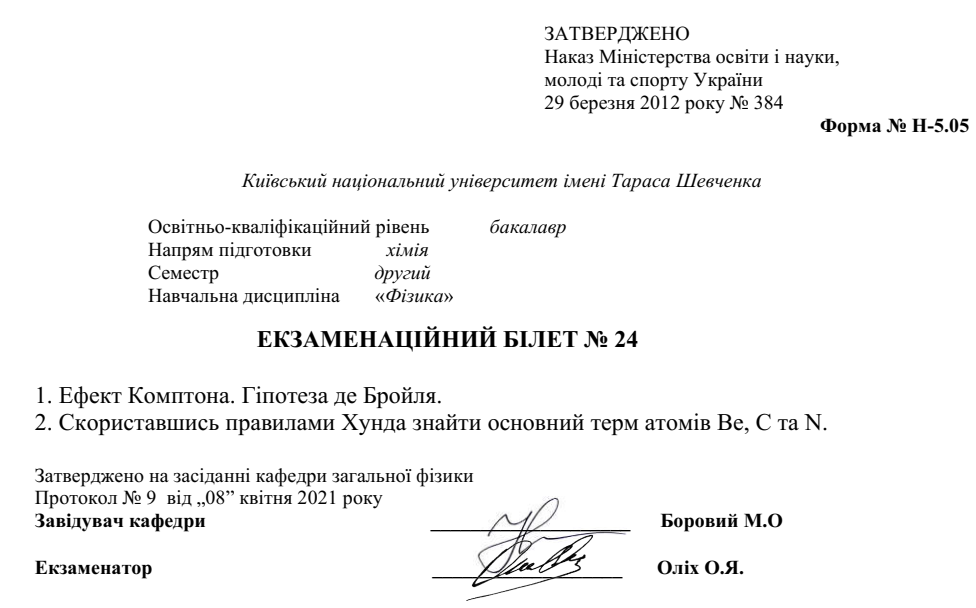 ЗАТВЕРДЖЕНО
Наказ Міністерства освіти і науки,
молоді та спорту України
29 березня 2012 року № 384
Форма № Н-5.05
Київський національний університет імені Тараса Шевченка
Освітньо-кваліфікаційний рівень бакалавр
Напрям підготовки хімія
Семестр другий
Навчальна дисципліна «Фізика»
ЕКЗАМЕНАЦІЙНИЙ БІЛЕТ № 24
1. Ефект Комптона. Гіпотеза де Бройля.
2. Скориставшись правилами Хунда знайти основний терм атомів Be, C та N.
Затверджено на засіданні кафедри загальної фізики
Протокол № 9 від „08” квітня 2021 року
Завідувач кафедри Боровий М.О
Екзаменатор Оліх О.Я.